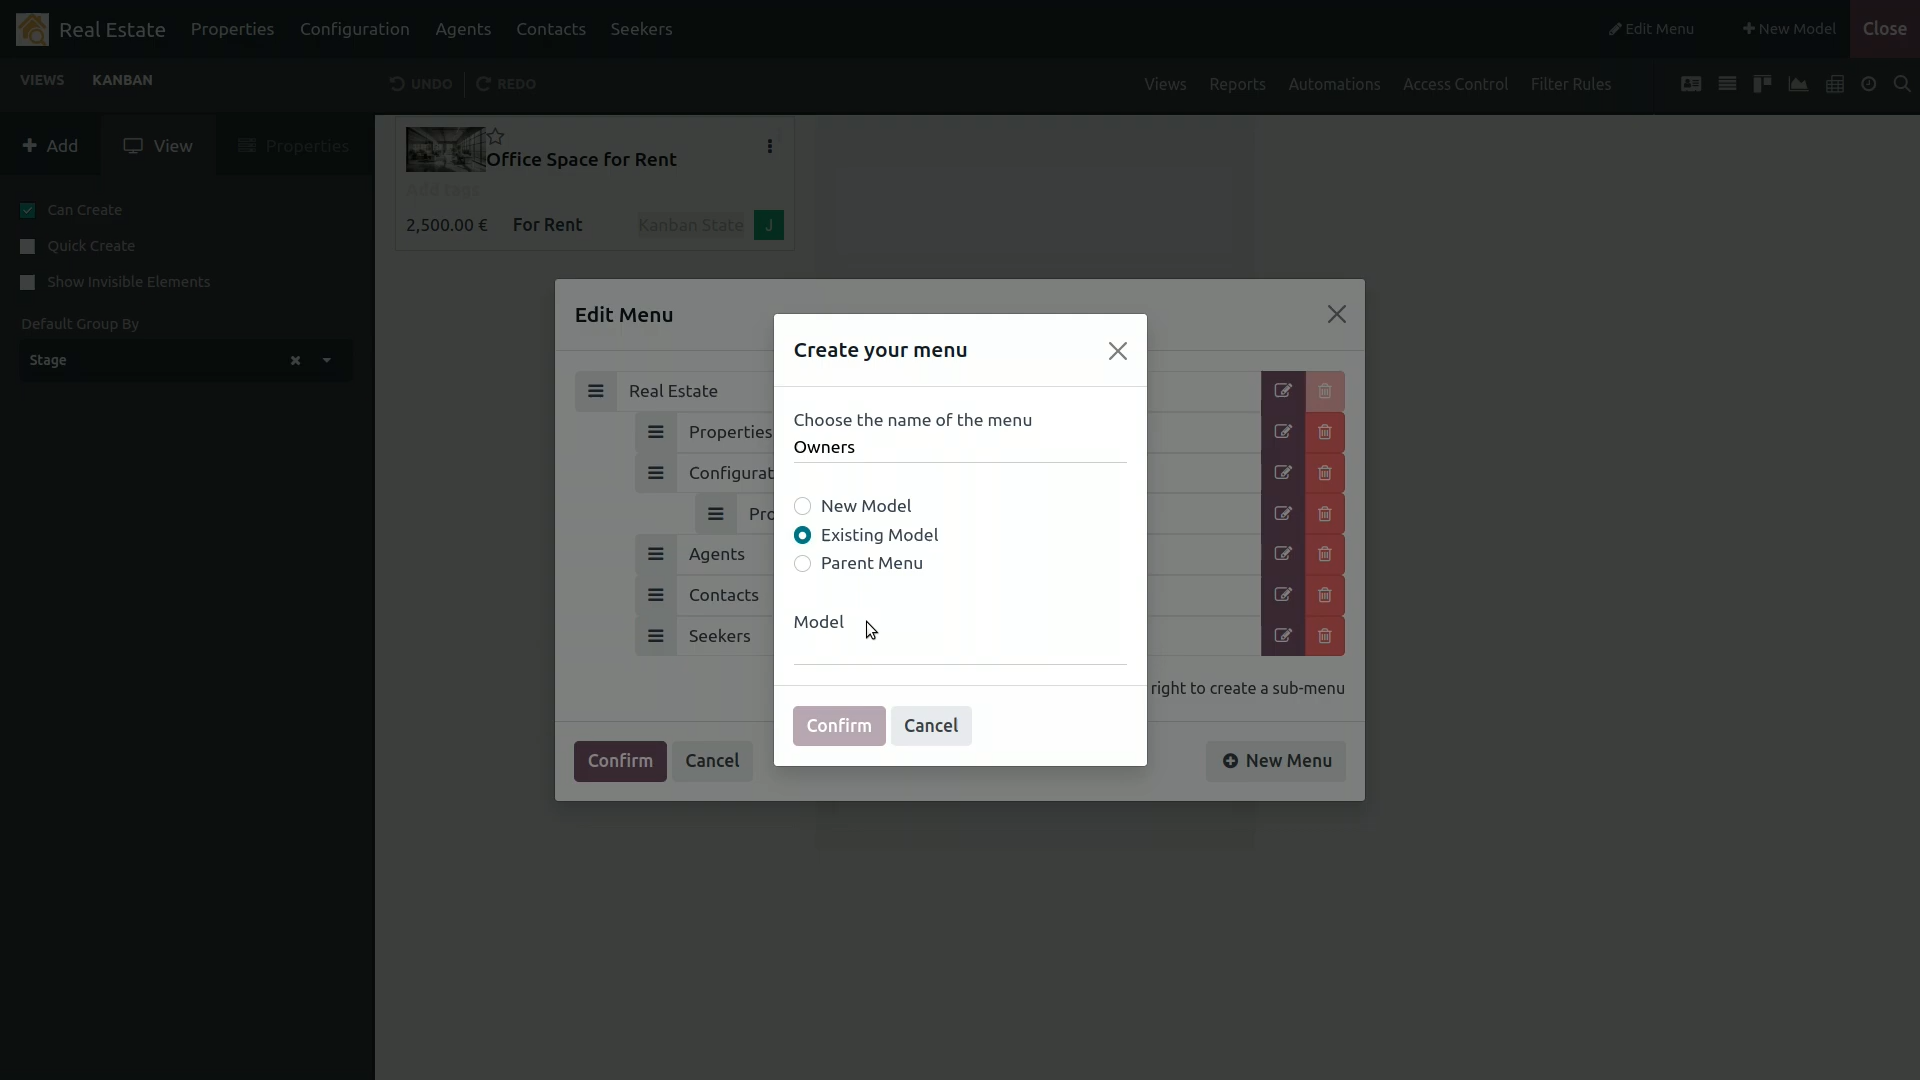 Real Estate Properties Configuration Agents Contacts Seekers Edit Menu New Model Close
VIEWS KANBAN UNDO REDO Views Reports Automations Access Control Filter Rules
Add View Properties
Can Create
Quick Create
Show Invisible Elements
Default Group By
Stage
Office Space for Rent
Add tags
2,500.00 € For Rent Kanban State J
Edit Menu
Real Estate
Properties
Configurat
Pro
Agents
Contacts
Seekers
right to create a sub-menu
Confirm Cancel New Menu
Create your menu
Choose the name of the menu
Owners
New Model
Existing Model
Parent Menu
Model
Confirm Cancel